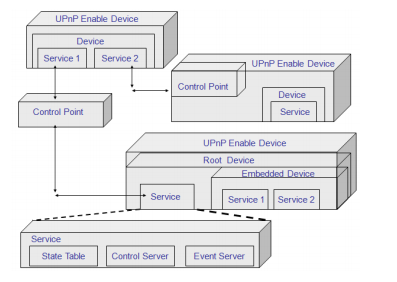 UPnP Enable Device
Device
Service 1
Service 2
UPnP Enable Device
Control Point
Device
Service
Control Point
UPnP Enable Device
Root Device
Embedded Device
Service
Service 1
Service 2
Service
State Table
Control Server
Event Server